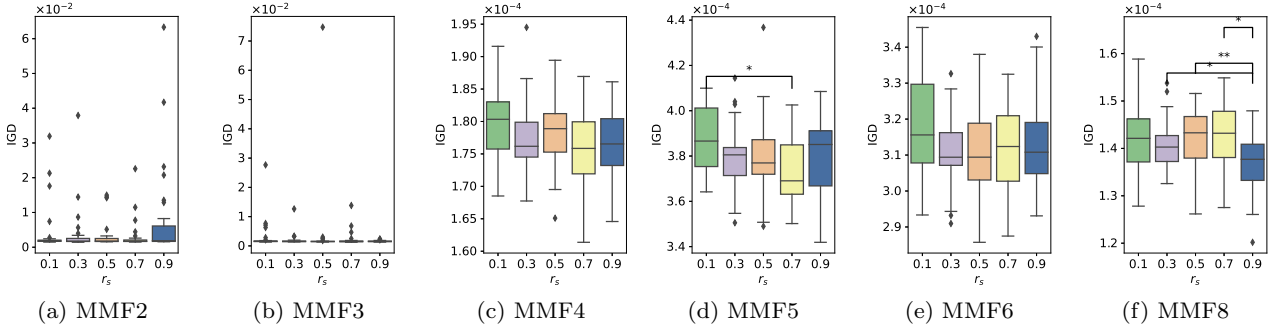 ×10⁻²
6
4
2
0
IGD
0.1 0.3 0.5 0.7 0.9
r_s
(a) MMF2
×10⁻²
7
6
5
4
3
2
1
0
IGD
0.1 0.3 0.5 0.7 0.9
r_s
(b) MMF3
×10⁻⁴
1.95
1.90
1.85
1.80
1.75
1.70
1.65
1.60
IGD
0.1 0.3 0.5 0.7 0.9
r_s
(c) MMF4
×10⁻⁴
4.4
4.2
4.0
3.8
3.6
3.4
IGD
*
0.1 0.3 0.5 0.7 0.9
r_s
(d) MMF5
×10⁻⁴
3.4
3.3
3.2
3.1
3.0
2.9
IGD
0.1 0.3 0.5 0.7 0.9
r_s
(e) MMF6
×10⁻⁴
1.6
1.5
1.4
1.3
1.2
IGD
*
**
*
0.1 0.3 0.5 0.7 0.9
r_s
(f) MMF8